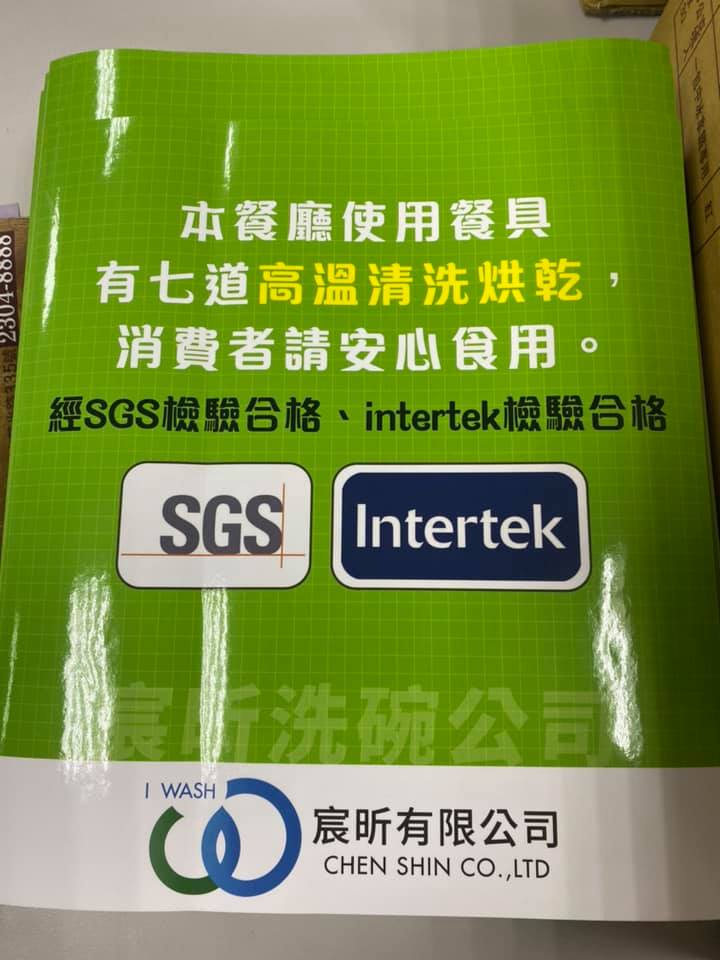 本餐廳使用餐具
有七道高溫清洗烘乾，
消費者請安心食用。
經SGS檢驗合格、intertek檢驗合格
SGS
Intertek
宸昕洗碗公司
I WASH
宸昕有限公司
CHEN SHIN CO.,LTD
2304-8888